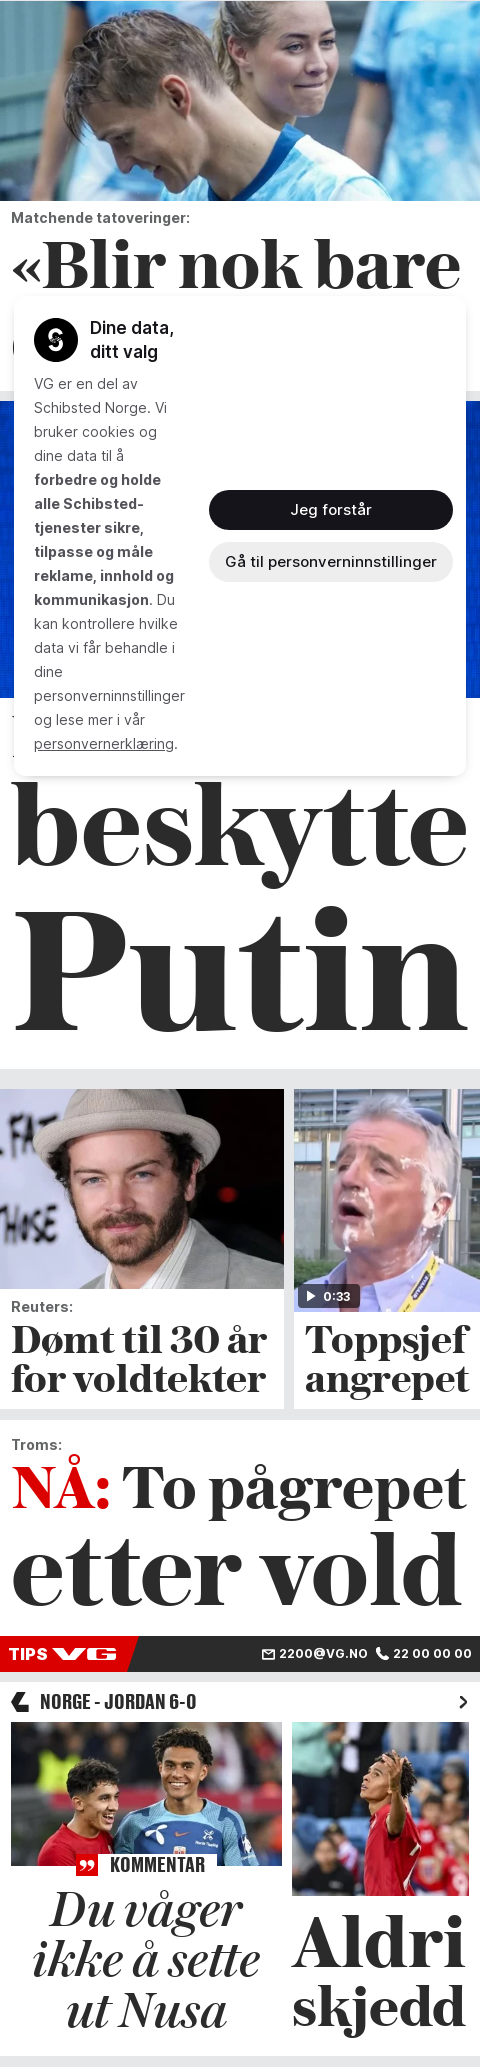 Matchende tatoveringer:
«Blir nok bare
Dine data,
ditt valg
VG er en del av
Schibsted Norge. Vi
bruker cookies og
dine data til å
forbedre og holde
alle Schibsted-
tjenester sikre,
tilpasse og måle
reklame, innhold og
kommunikasjon. Du
kan kontrollere hvilke
data vi får behandle i
dine
personverninnstillinger
og lese mer i vår
personvernerklæring.
Jeg forstår
Gå til personverninnstillinger
beskytte
Putin
Reuters:
Dømt til 30 år
for voldtekter
0:33
Toppsjef
angrepet
Troms:
NÅ: To pågrepet
etter vold
TIPS VG
2200@VG.NO 22 00 00 00
NORGE - JORDAN 6-0
KOMMENTAR
Du våger
ikke å sette
ut Nusa
Aldri
skjedd